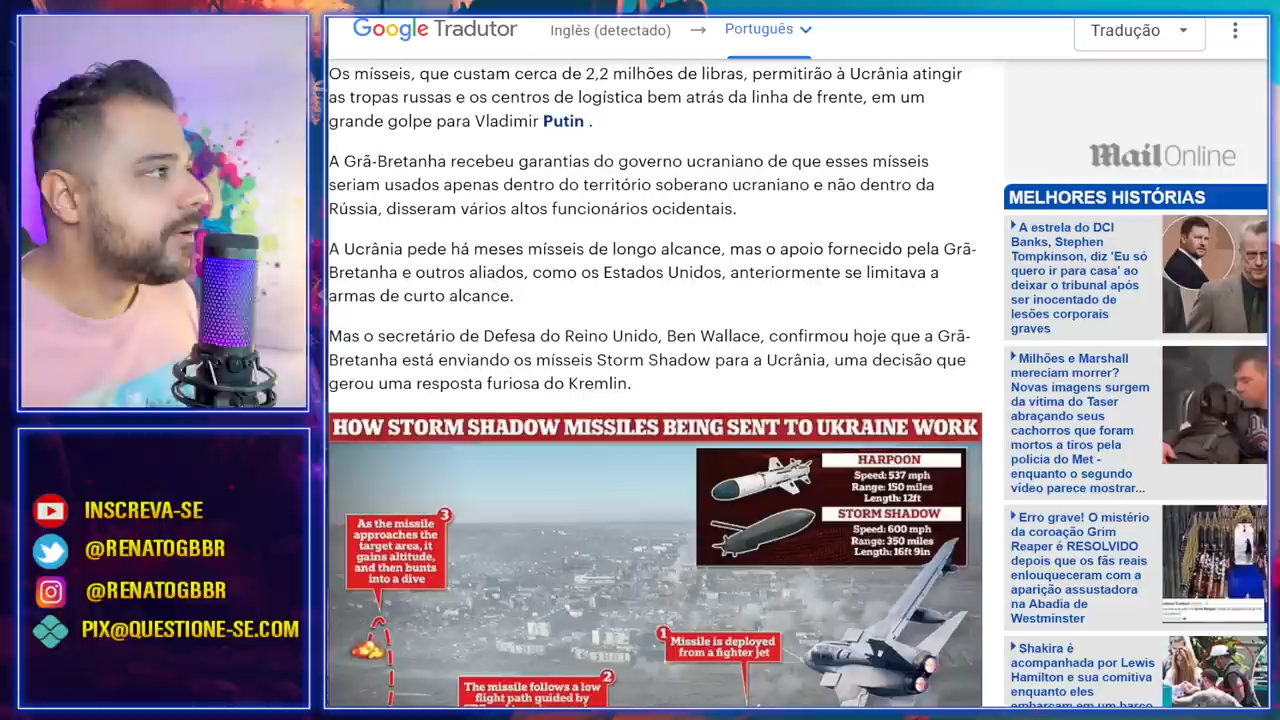 Google Tradutor
Inglês (detectado) → Português
Tradução
Os mísseis, que custam cerca de 2,2 milhões de libras, permitirão à Ucrânia atingir
as tropas russas e os centros de logística bem atrás da linha de frente, em um
grande golpe para Vladimir Putin .
A Grã-Bretanha recebeu garantias do governo ucraniano de que esses mísseis
seriam usados apenas dentro do território soberano ucraniano e não dentro da
Rússia, disseram vários altos funcionários ocidentais.
A Ucrânia pede há meses mísseis de longo alcance, mas o apoio fornecido pela Grã-
Bretanha e outros aliados, como os Estados Unidos, anteriormente se limitava a
armas de curto alcance.
Mas o secretário de Defesa do Reino Unido, Ben Wallace, confirmou hoje que a Grã-
Bretanha está enviando os mísseis Storm Shadow para a Ucrânia, uma decisão que
gerou uma resposta furiosa do Kremlin.
HOW STORM SHADOW MISSILES BEING SENT TO UKRAINE WORK
HARPOON
Speed: 537 mph
Range: 150 miles
Length: 12ft
STORM SHADOW
Speed: 600 mph
Range: 350 miles
Length: 16ft 9in
3
As the missile
approaches the
target area, it
gains altitude,
and then bunts
into a dive
1
Missile is deployed
from a fighter jet
2
The missile follows a low
flight path guided by
Mail Online
MELHORES HISTÓRIAS
A estrela do DCI
Banks, Stephen
Tompkinson, diz 'Eu só
quero ir para casa' ao
deixar o tribunal após
ser inocentado de
lesões corporais
graves
Milhões e Marshall
mereciam morrer?
Novas imagens surgem
da vítima do Taser
abraçando seus
cachorros que foram
mortos a tiros pela
polícia do Met -
enquanto o segundo
vídeo parece mostrar...
Erro grave! O mistério
da coroação Grim
Reaper é RESOLVIDO
depois que os fãs reais
enlouqueceram com a
aparição assustadora
na Abadia de
Westminster
Shakira é
acompanhada por Lewis
Hamilton e sua comitiva
enquanto eles
embarcam em um barco
INSCREVA-SE
@RENATOGBBR
@RENATOGBBR
PIX@QUESTIONE-SE.COM